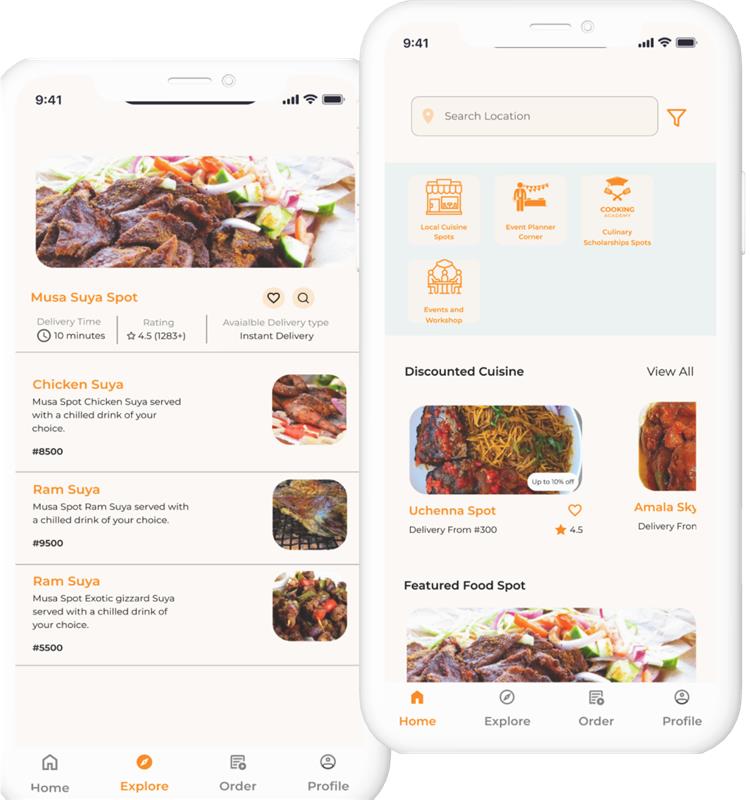 9:41
Musa Suya Spot
Delivery Time
10 minutes
Rating
4.5 (1283+)
Avaialble Delivery type
Instant Delivery
Chicken Suya
Musa Spot Chicken Suya served
with a chilled drink of your
choice.
#8500
Ram Suya
Musa Spot Ram Suya served with
a chilled drink of your choice.
#9500
Ram Suya
Musa Spot Exotic gizzard Suya
served with a chilled drink of
your choice.
#5500
Home
Explore
Order
Profile
9:41
Search Location
Local Cuisine
Spots
Event Planner
Corner
COOKING
ACADEMY
Culinary
Scholarships Spots
Events and
Workshop
Discounted Cuisine
View All
Up to 10% off
Uchenna Spot
Delivery From #300
4.5
Amala Sky
Delivery Fron
Featured Food Spot
Home
Explore
Order
Profile